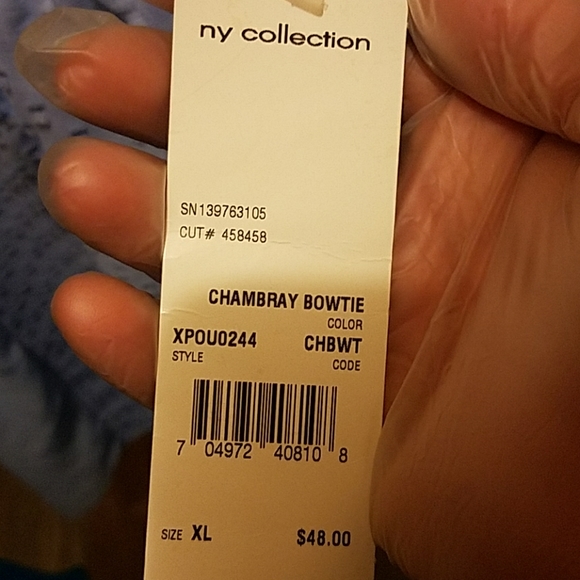 ny collection
SN139763105
CUT# 458458
CHAMBRAY BOWTIE
COLOR
XPOU0244 CHBWT
STYLE CODE
7 04972 40810 8
SIZE XL $48.00